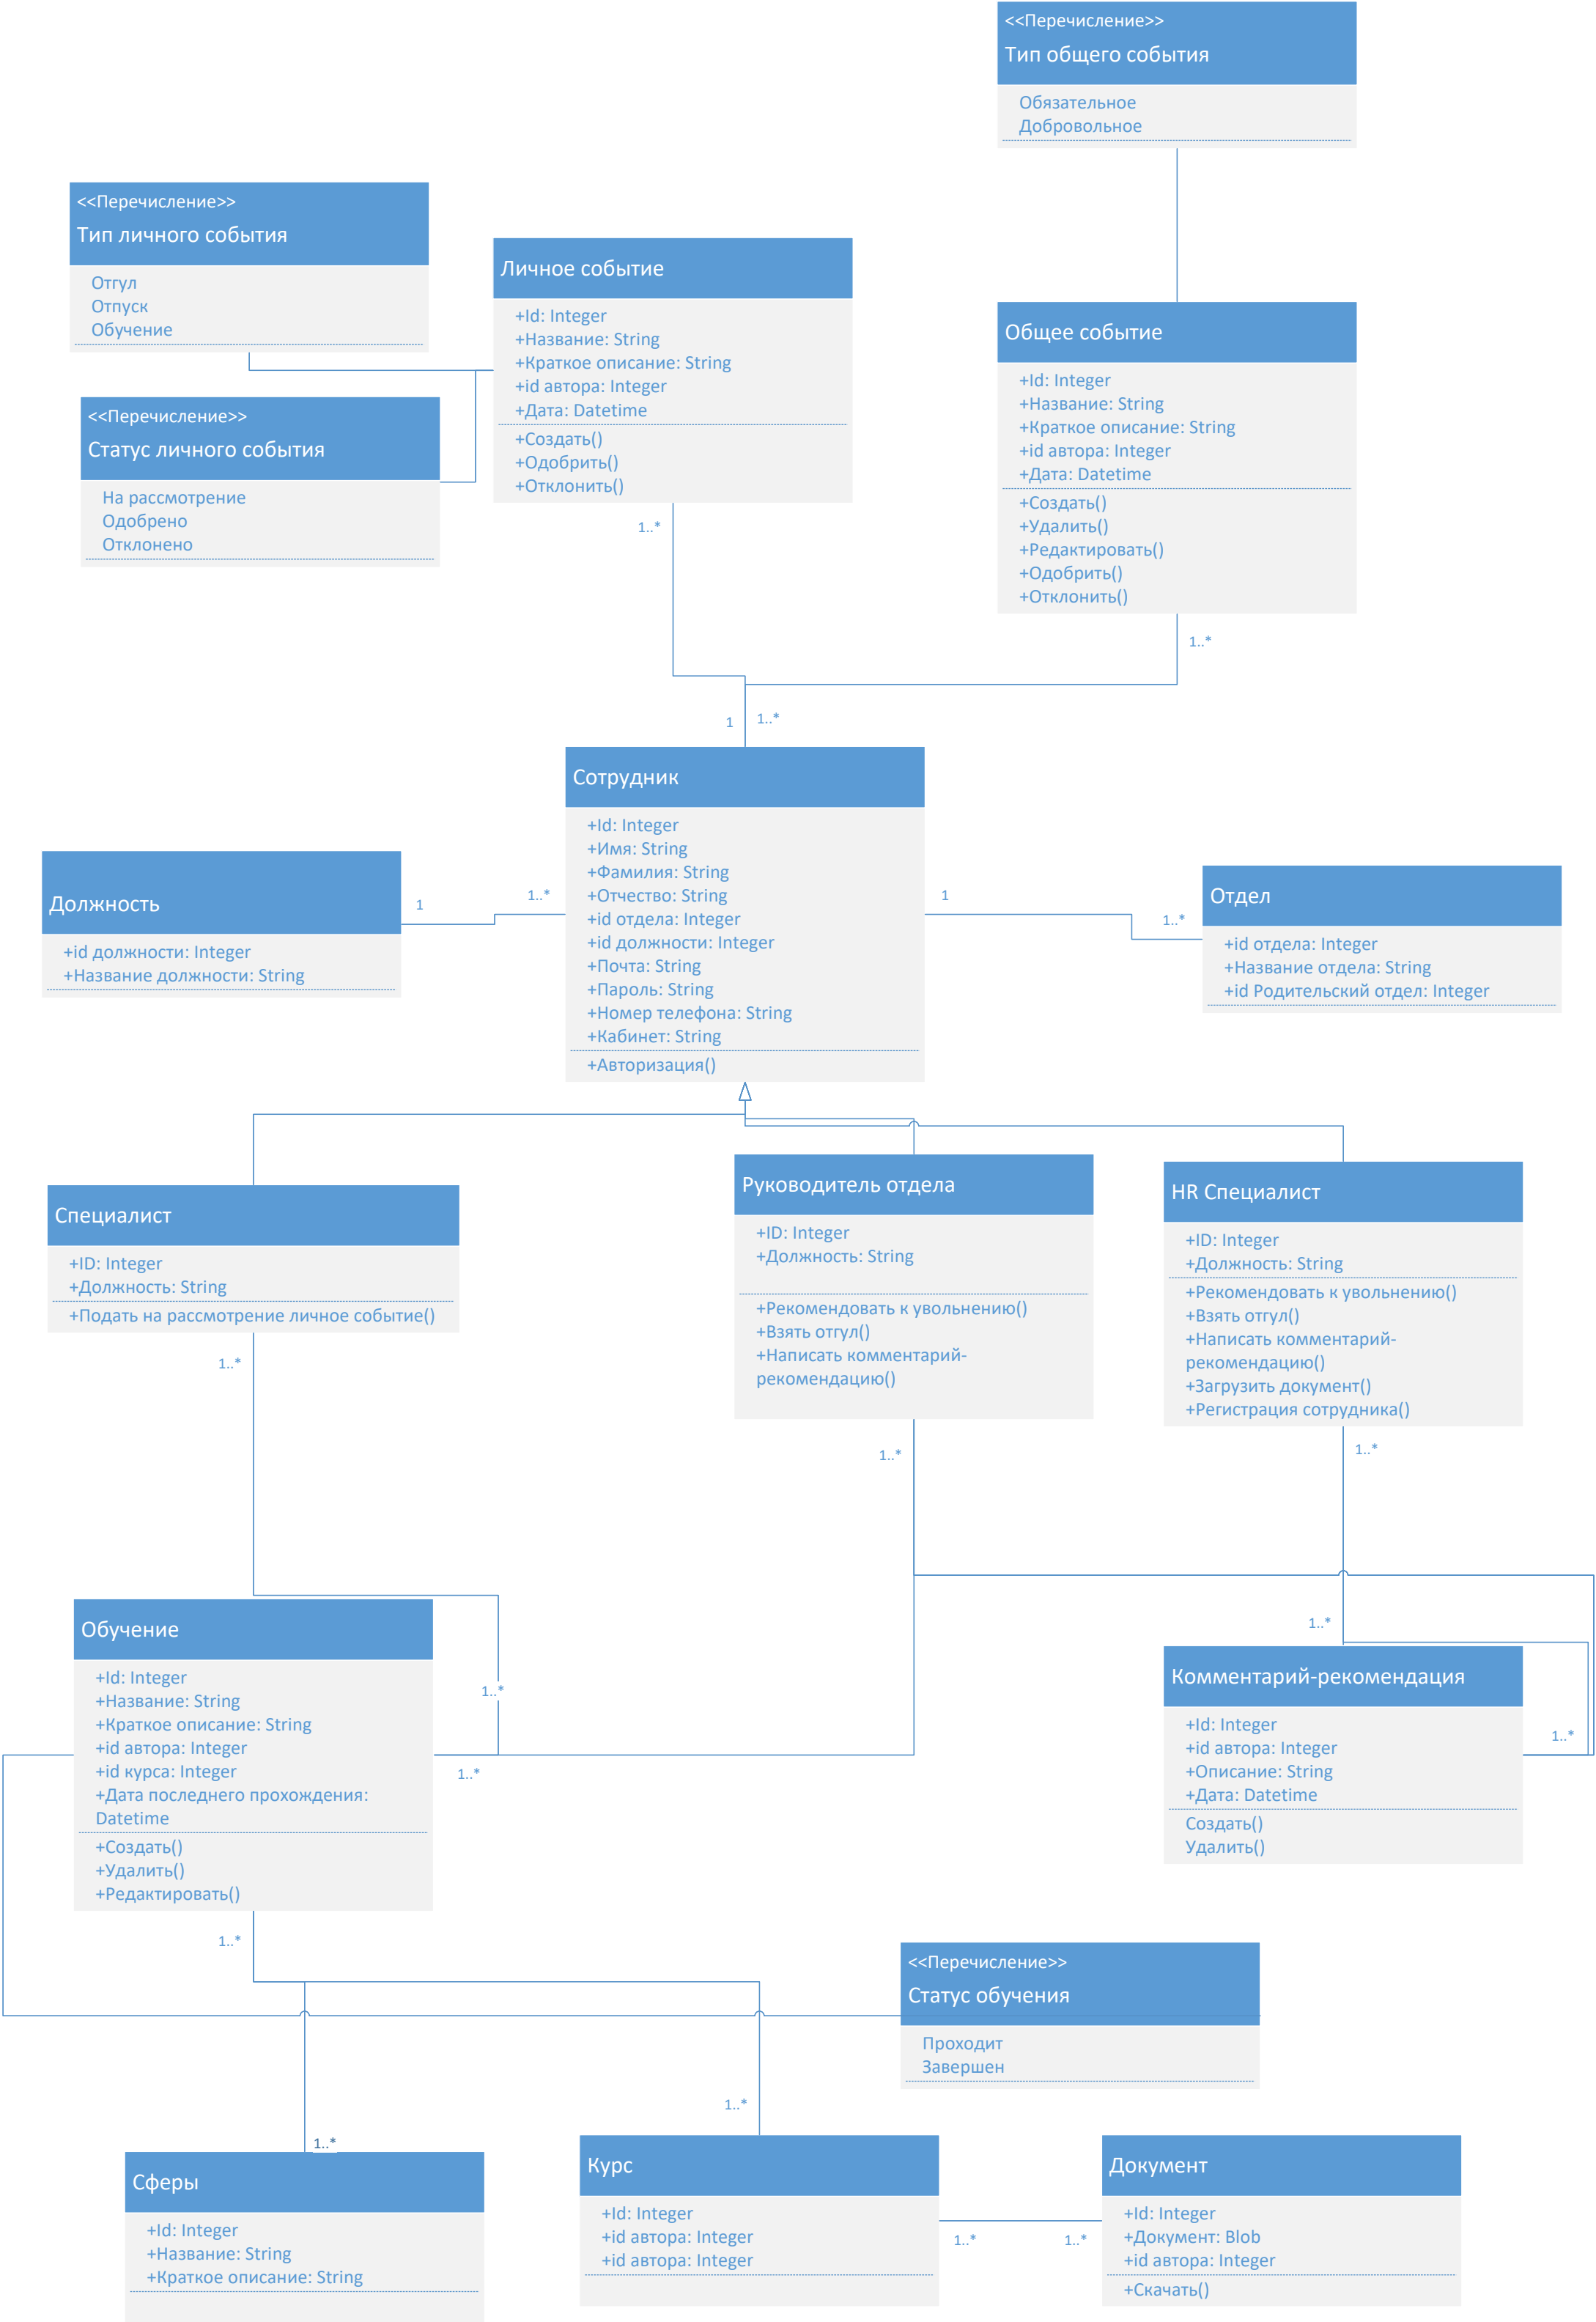 <<Перечисление>>
Тип общего события
Обязательное
Добровольное
<<Перечисление>>
Тип личного события
Отгул
Отпуск
Обучение
Личное событие
+Id: Integer
+Название: String
+Краткое описание: String
+id автора: Integer
+Дата: Datetime
+Создать()
+Одобрить()
+Отклонить()
1..*
Общее событие
+Id: Integer
+Название: String
+Краткое описание: String
+id автора: Integer
+Дата: Datetime
+Создать()
+Удалить()
+Редактировать()
+Одобрить()
+Отклонить()
1..*
<<Перечисление>>
Статус личного события
На рассмотрение
Одобрено
Отклонено
1
1..*
Сотрудник
+Id: Integer
+Имя: String
+Фамилия: String
+Отчество: String
+id отдела: Integer
+id должности: Integer
+Почта: String
+Пароль: String
+Номер телефона: String
+Кабинет: String
+Авторизация()
Должность
+id должности: Integer
+Название должности: String
1
1..*
1
1..*
Отдел
+id отдела: Integer
+Название отдела: String
+id Родительский отдел: Integer
Специалист
+ID: Integer
+Должность: String
+Подать на рассмотрение личное событие()
1..*
Руководитель отдела
+ID: Integer
+Должность: String
+Рекомендовать к увольнению()
+Взять отгул()
+Написать комментарий-
рекомендацию()
1..*
HR Специалист
+ID: Integer
+Должность: String
+Рекомендовать к увольнению()
+Взять отгул()
+Написать комментарий-
рекомендацию()
+Загрузить документ()
+Регистрация сотрудника()
1..*
Обучение
+Id: Integer
+Название: String
+Краткое описание: String
+id автора: Integer
+id курса: Integer
+Дата последнего прохождения:
Datetime
+Создать()
+Удалить()
+Редактировать()
1..*
1..*
1..*
1..*
Комментарий-рекомендация
+Id: Integer
+id автора: Integer
+Описание: String
+Дата: Datetime
Создать()
Удалить()
1..*
<<Перечисление>>
Статус обучения
Проходит
Завершен
1..*
1..*
Сферы
+Id: Integer
+Название: String
+Краткое описание: String
Курс
+Id: Integer
+id автора: Integer
+id автора: Integer
1..*
1..*
Документ
+Id: Integer
+Документ: Blob
+id автора: Integer
+Скачать()